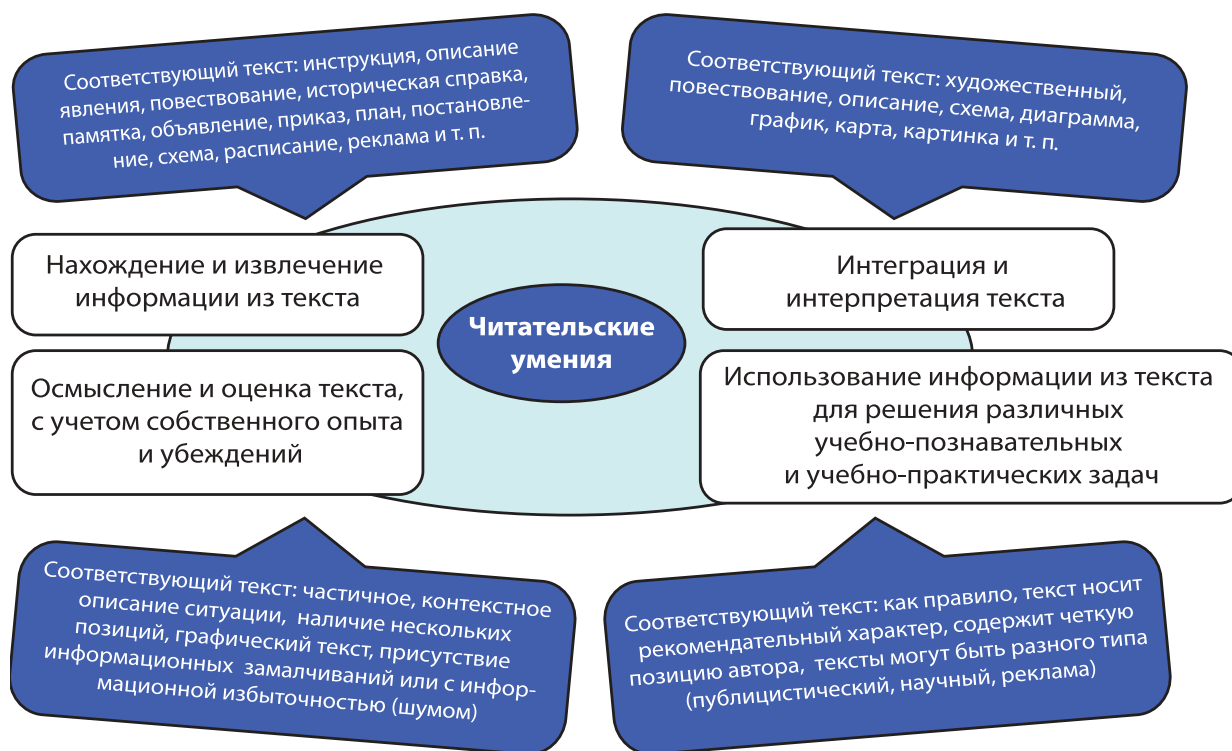 Соответствующий текст: инструкция, описание
явления, повествование, историческая справка,
памятка, объявление, приказ, план, постановле-
ние, схема, расписание, реклама и т. п.
Соответствующий текст: художественный,
повествование, описание, схема, диаграмма,
график, карта, картинка и т. п.
Нахождение и извлечение
информации из текста
Интеграция и
интерпретация текста
Читательские
умения
Осмысление и оценка текста,
с учетом собственного опыта
и убеждений
Использование информации из текста
для решения различных
учебно-познавательных
и учебно-практических задач
Соответствующий текст: частичное, контекстное
описание ситуации, наличие нескольких
позиций, графический текст, присутствие
информационных замалчиваний или с инфор-
мационной избыточностью (шумом)
Соответствующий текст: как правило, текст носит
рекомендательный характер, содержит четкую
позицию автора, тексты могут быть разного типа
(публицистический, научный, реклама)